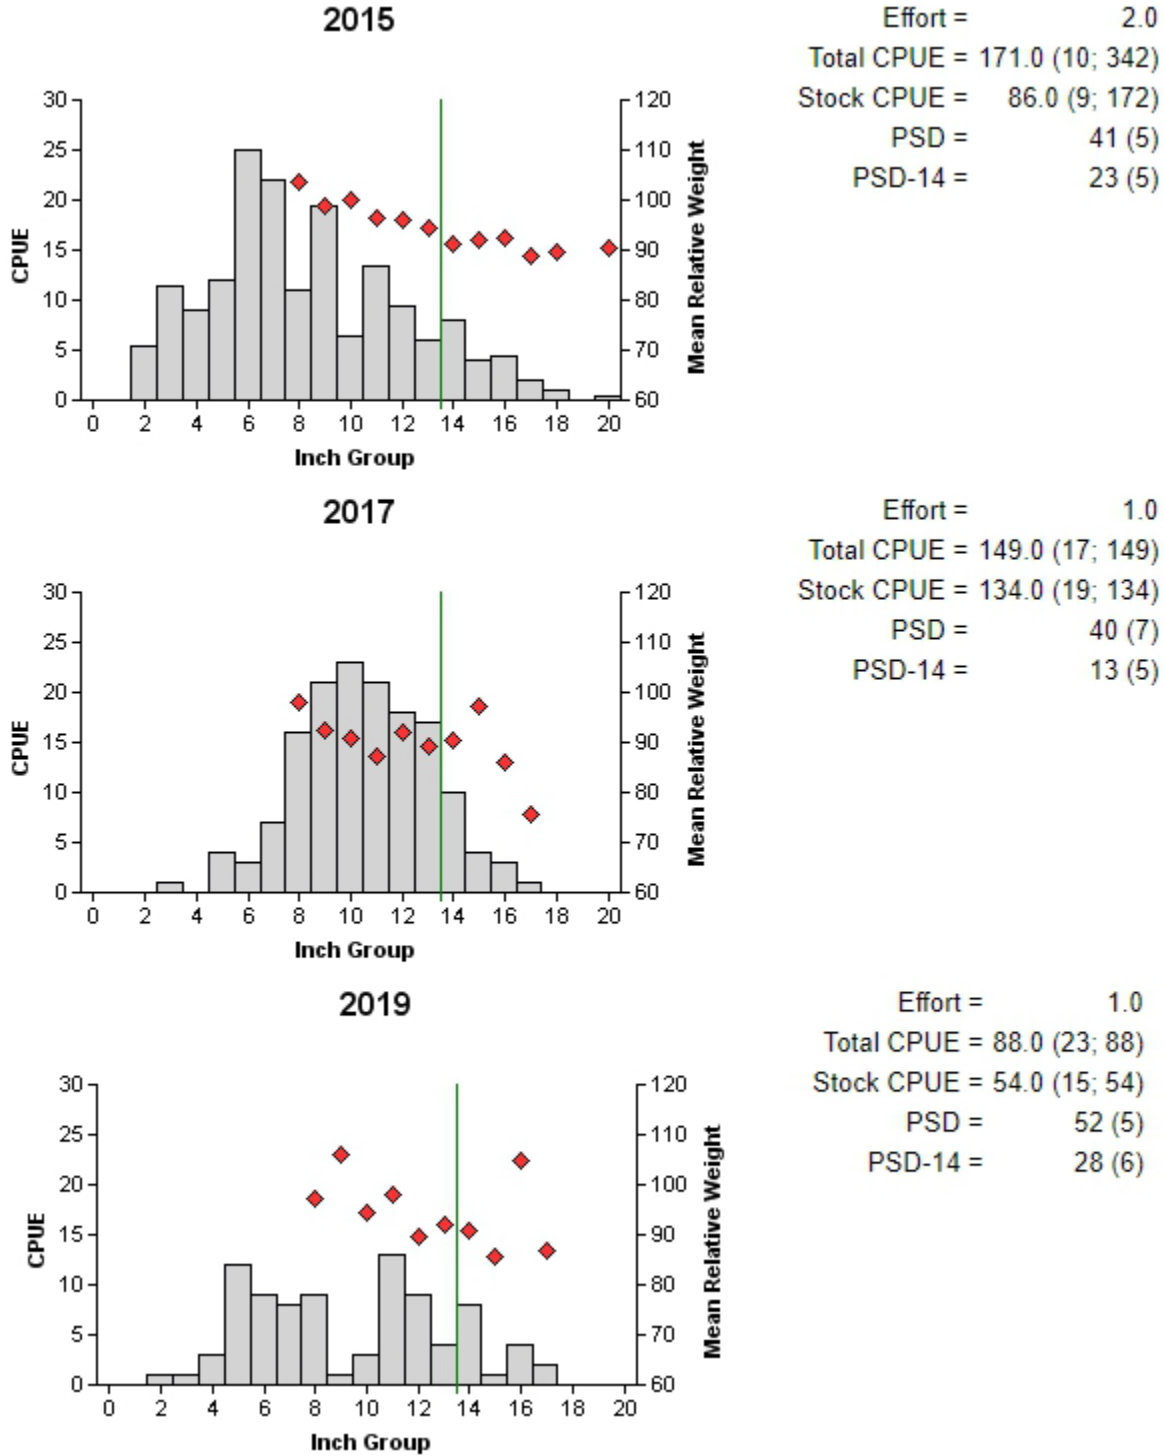 2015
Effort = 2.0
Total CPUE = 171.0 (10; 342)
Stock CPUE = 86.0 (9; 172)
PSD = 41 (5)
PSD-14 = 23 (5)
30 120
25 110
20 100
15 90
10 80
5 70
0 60
CPUE
Mean Relative Weight
0 2 4 6 8 10 12 14 16 18 20
Inch Group
2017
Effort = 1.0
Total CPUE = 149.0 (17; 149)
Stock CPUE = 134.0 (19; 134)
PSD = 40 (7)
PSD-14 = 13 (5)
30 120
25 110
20 100
15 90
10 80
5 70
0 60
CPUE
Mean Relative Weight
0 2 4 6 8 10 12 14 16 18 20
Inch Group
2019
Effort = 1.0
Total CPUE = 88.0 (23; 88)
Stock CPUE = 54.0 (15; 54)
PSD = 52 (5)
PSD-14 = 28 (6)
30 120
25 110
20 100
15 90
10 80
5 70
0 60
CPUE
Mean Relative Weight
0 2 4 6 8 10 12 14 16 18 20
Inch Group